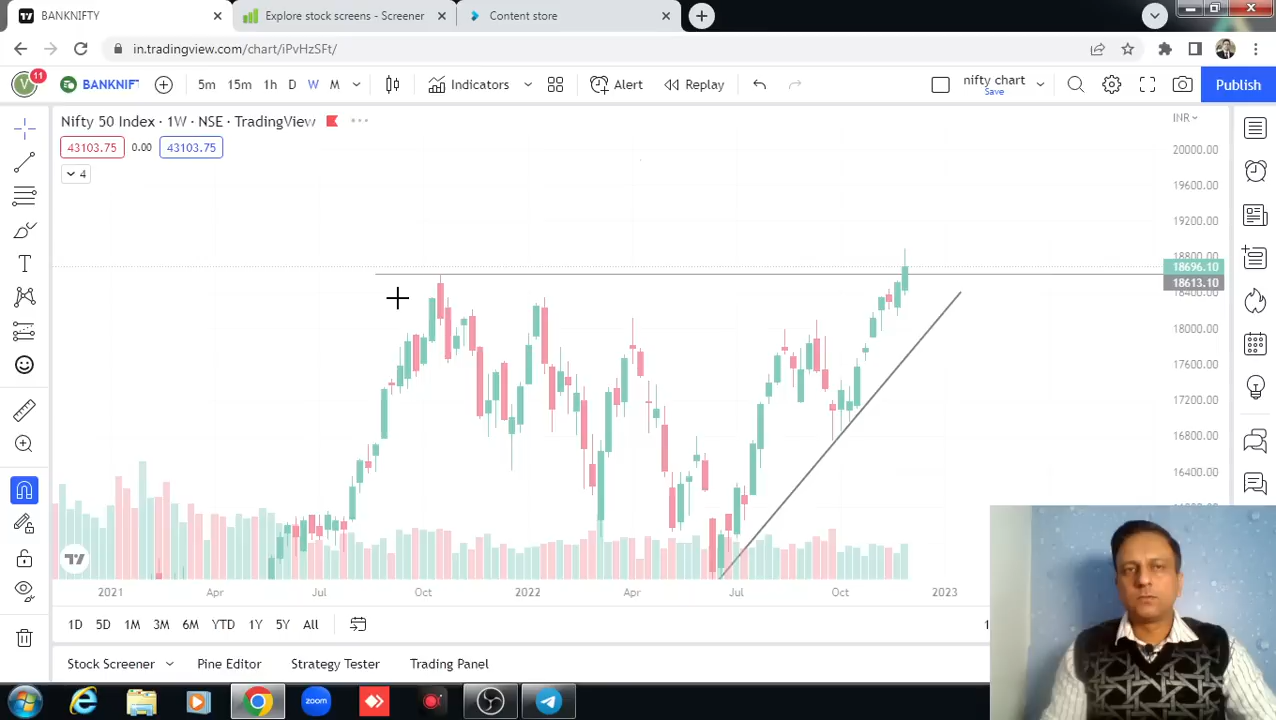 BANKNIFTY
Explore stock screens - Screener
Content store
in.tradingview.com/chart/iPvHzSFt/
V
11
BANKNIF
5m 15m 1h D W M
Indicators
Alert
Replay
nifty chart
Save
Publish
Nifty 50 Index · 1W · NSE · TradingView
INR
43103.75 0.00 43103.75
4
20000.00
19600.00
19200.00
18800.00
18696.10
18613.10
18400.00
18000.00
17600.00
17200.00
16800.00
16400.00
2021 Apr Jul Oct 2022 Apr Jul Oct 2023
1D 5D 1M 3M 6M YTD 1Y 5Y All
Stock Screener Pine Editor Strategy Tester Trading Panel
zoom